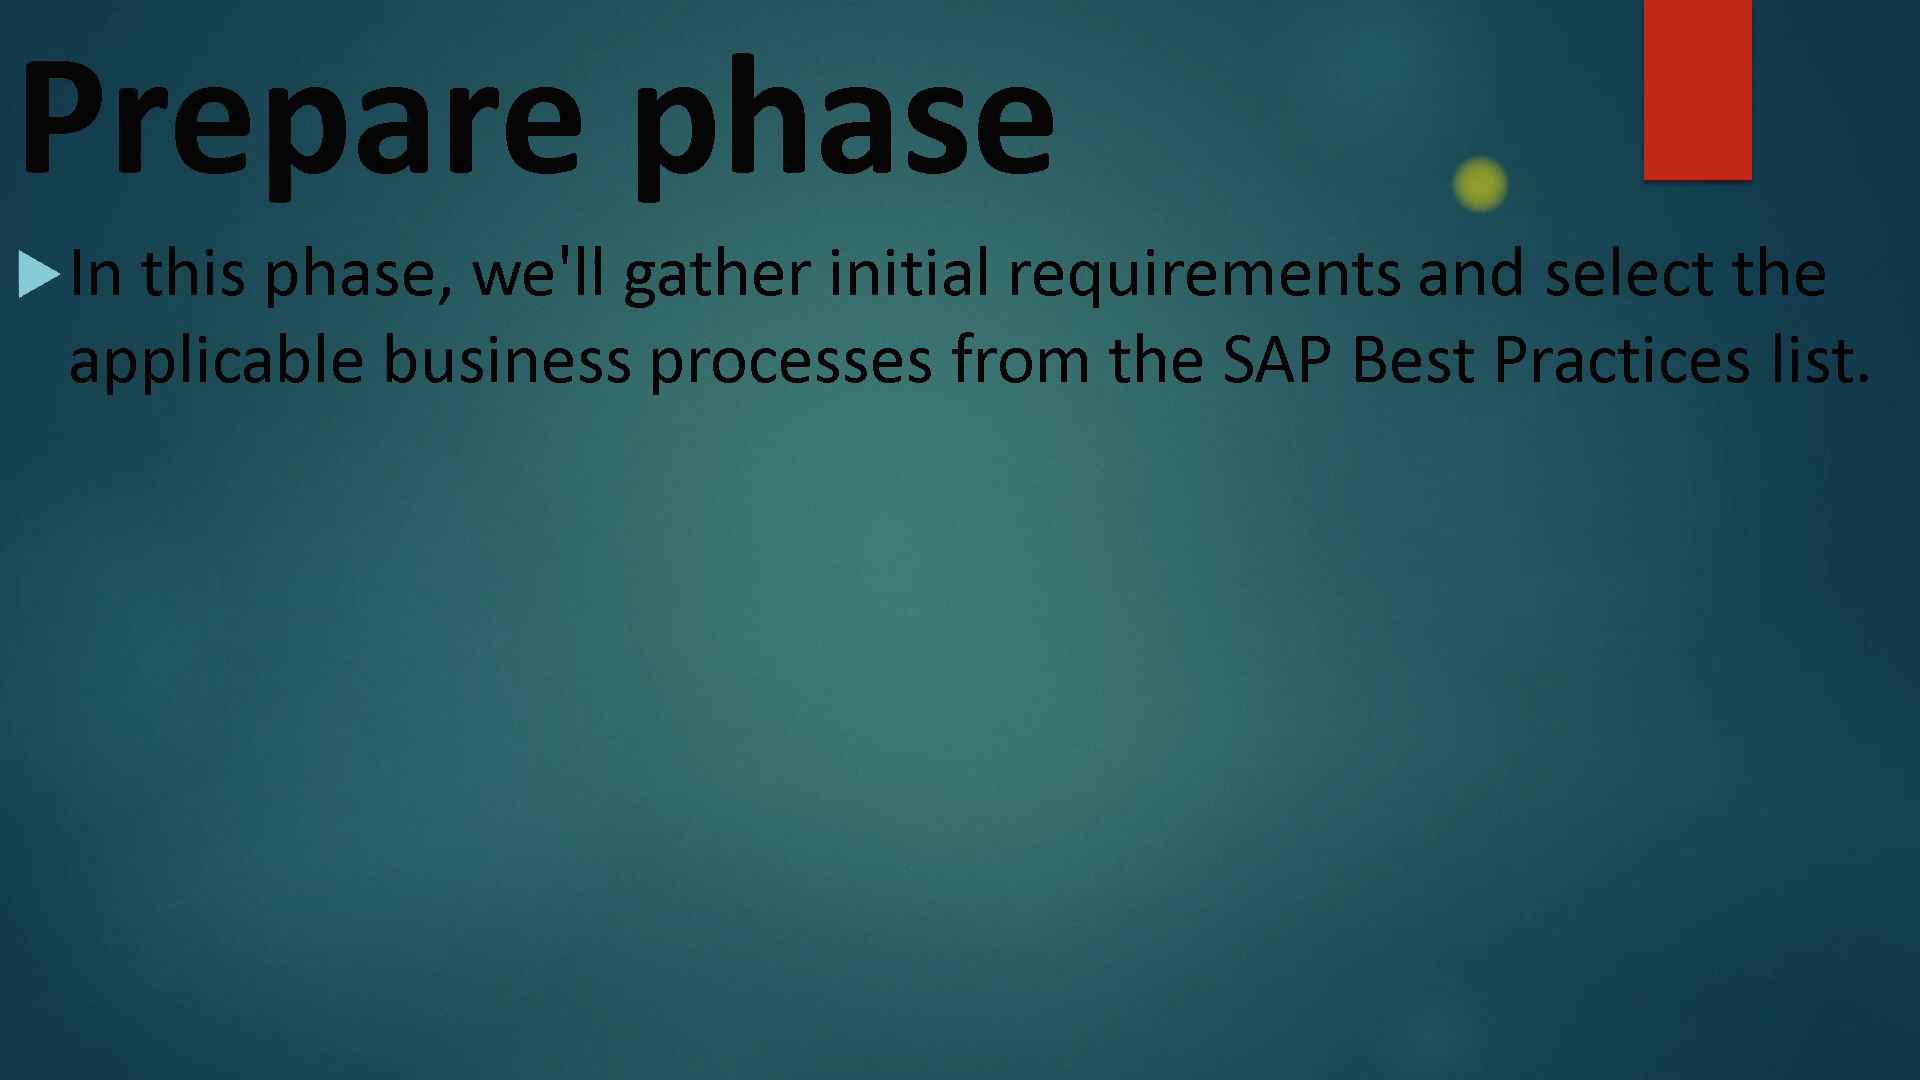 Prepare phase
In this phase, we'll gather initial requirements and select the
applicable business processes from the SAP Best Practices list.